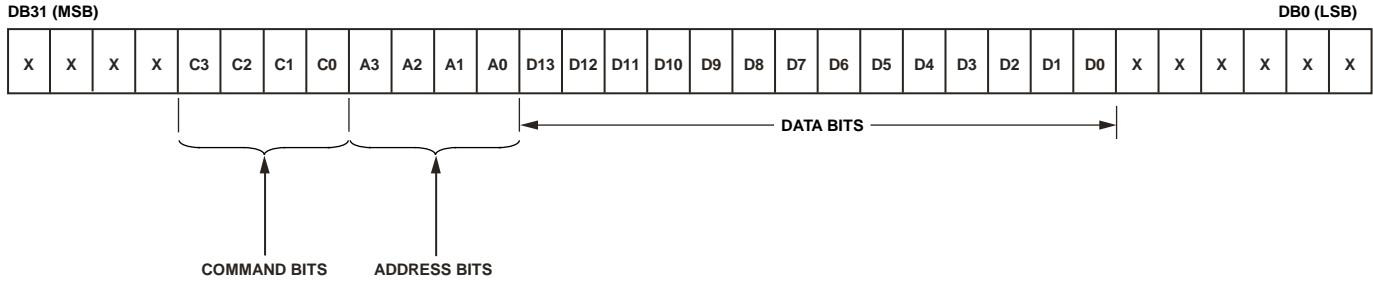 DB31 (MSB) DB0 (LSB)
X X X X C3 C2 C1 C0 A3 A2 A1 A0 D13 D12 D11 D10 D9 D8 D7 D6 D5 D4 D3 D2 D1 D0 X X X X X X
DATA BITS
COMMAND BITS ADDRESS BITS